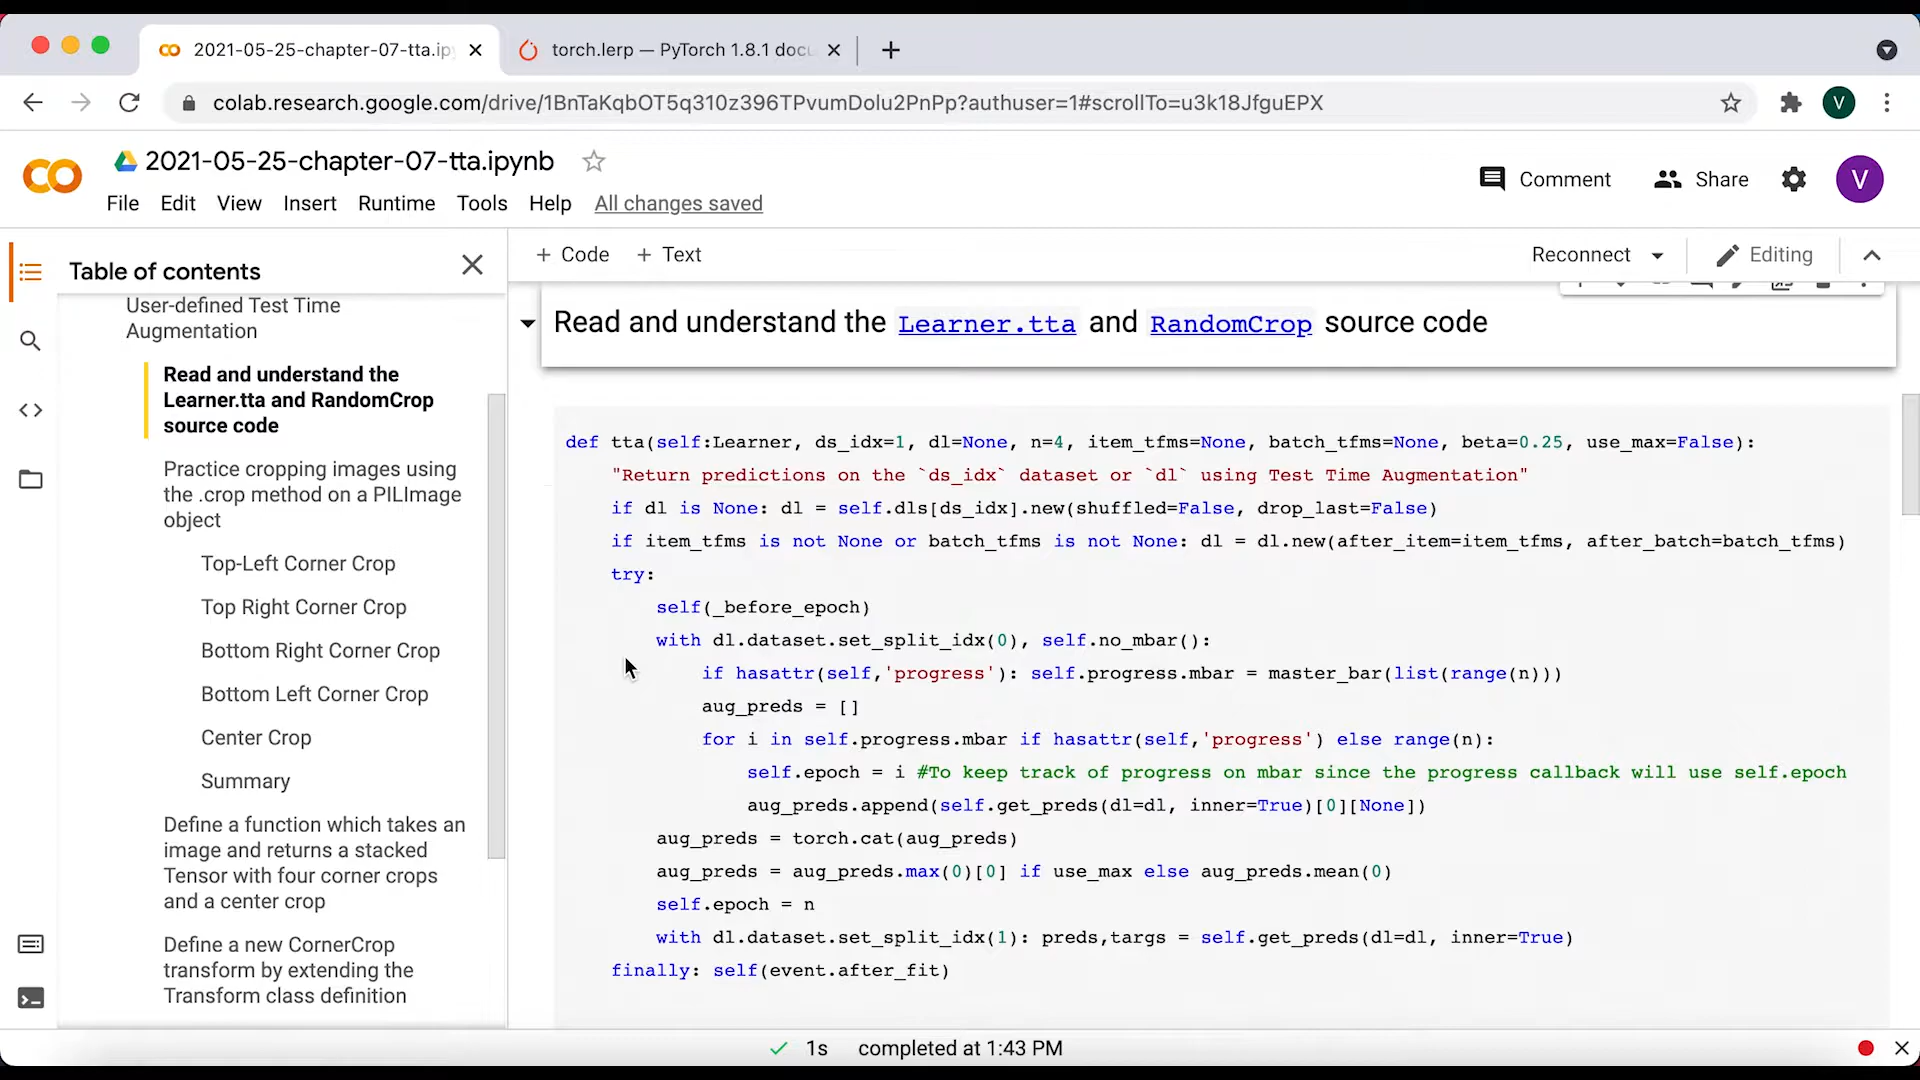 2021-05-25-chapter-07-tta.ip
torch.lerp — PyTorch 1.8.1 docu
colab.research.google.com/drive/1BnTaKqbOT5q310z396TPvumDolu2PnPp?authuser=1#scrollTo=u3k18JfguEPX
V
2021-05-25-chapter-07-tta.ipynb
Comment Share V
File Edit View Insert Runtime Tools Help All changes saved
Table of contents
+ Code + Text
Reconnect Editing
User-defined Test Time
Augmentation
Read and understand the
Learner.tta and RandomCrop
source code
Practice cropping images using
the .crop method on a PILImage
object
Top-Left Corner Crop
Top Right Corner Crop
Bottom Right Corner Crop
Bottom Left Corner Crop
Center Crop
Summary
Define a function which takes an
image and returns a stacked
Tensor with four corner crops
and a center crop
Define a new CornerCrop
transform by extending the
Transform class definition
Read and understand the Learner.tta and RandomCrop source code
def tta(self:Learner, ds_idx=1, dl=None, n=4, item_tfms=None, batch_tfms=None, beta=0.25, use_max=False):
"Return predictions on the `ds_idx` dataset or `dl` using Test Time Augmentation"
if dl is None: dl = self.dls[ds_idx].new(shuffled=False, drop_last=False)
if item_tfms is not None or batch_tfms is not None: dl = dl.new(after_item=item_tfms, after_batch=batch_tfms)
try:
self(_before_epoch)
with dl.dataset.set_split_idx(0), self.no_mbar():
if hasattr(self,'progress'): self.progress.mbar = master_bar(list(range(n)))
aug_preds = []
for i in self.progress.mbar if hasattr(self,'progress') else range(n):
self.epoch = i #To keep track of progress on mbar since the progress callback will use self.epoch
aug_preds.append(self.get_preds(dl=dl, inner=True)[0][None])
aug_preds = torch.cat(aug_preds)
aug_preds = aug_preds.max(0)[0] if use_max else aug_preds.mean(0)
self.epoch = n
with dl.dataset.set_split_idx(1): preds,targs = self.get_preds(dl=dl, inner=True)
finally: self(event.after_fit)
1s completed at 1:43 PM